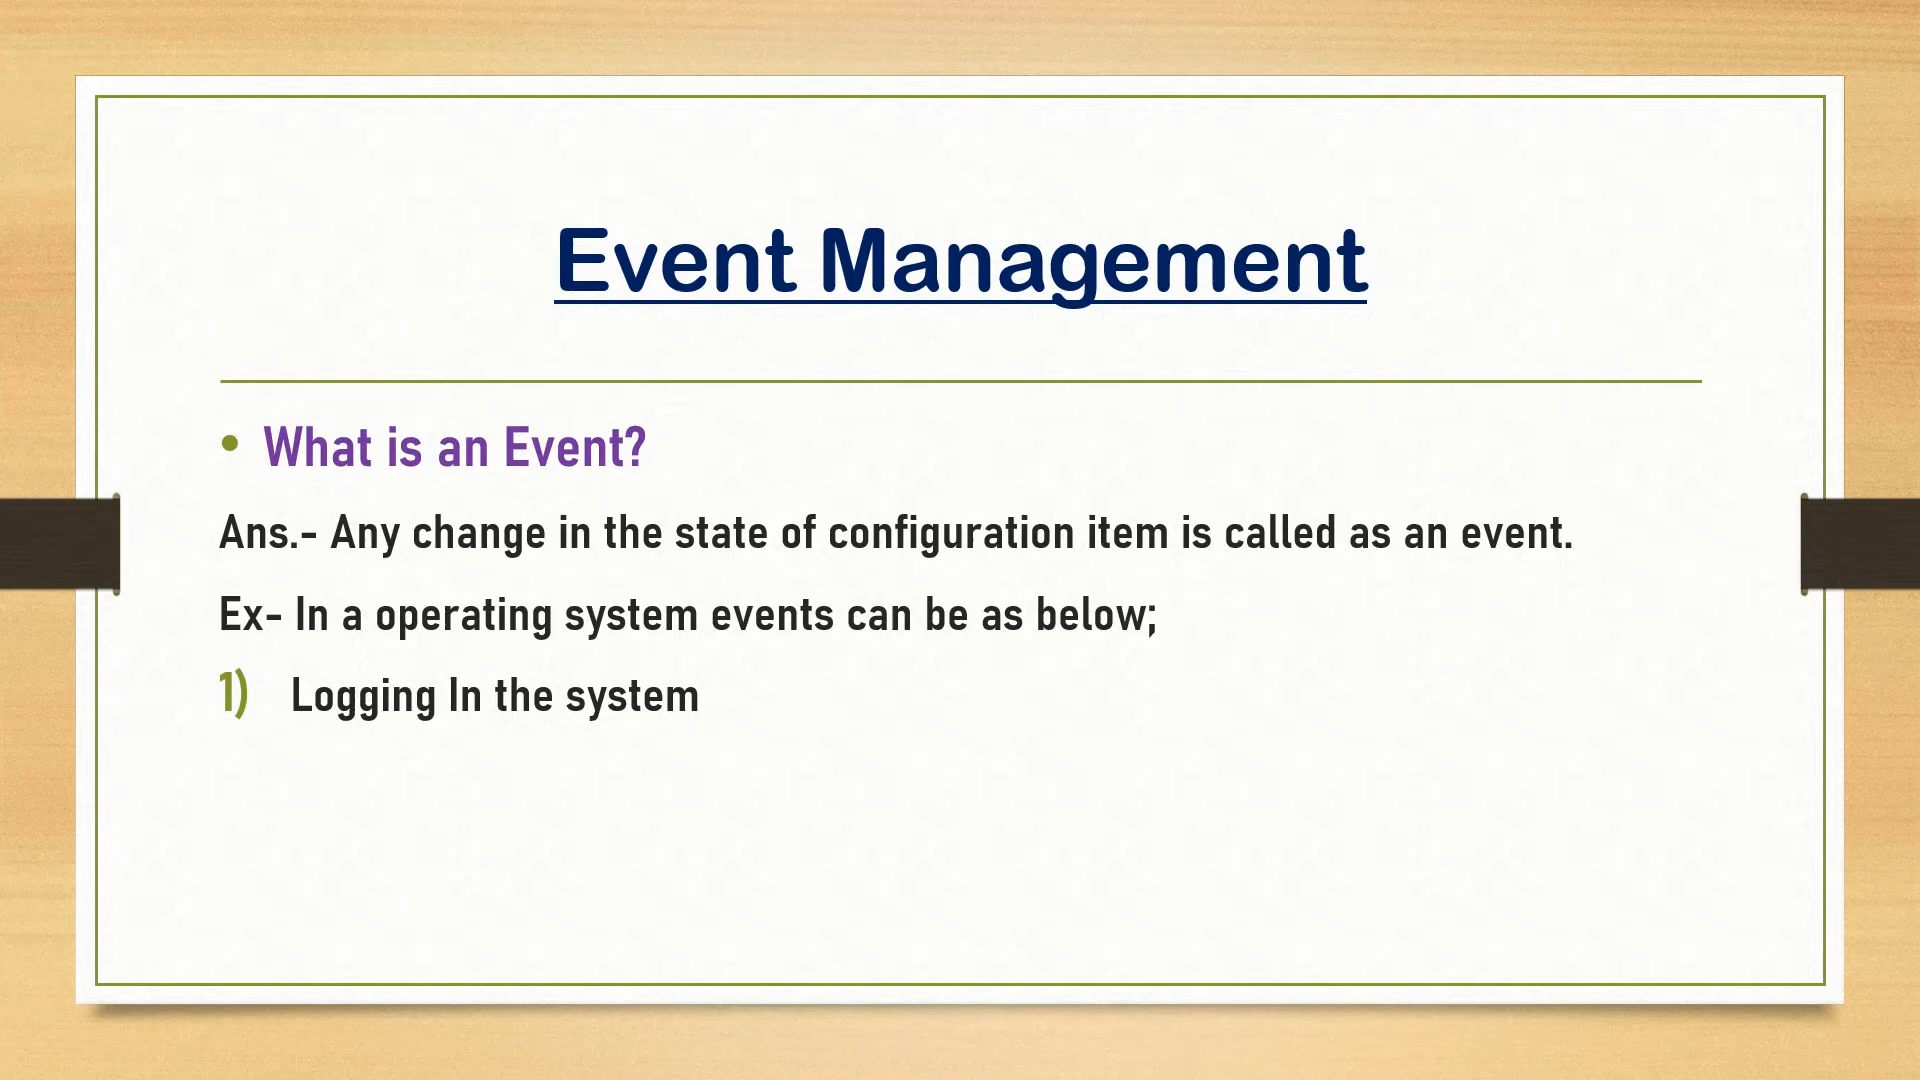 Event Management
• What is an Event?
Ans.- Any change in the state of configuration item is called as an event.
Ex- In a operating system events can be as below;
1) Logging In the system